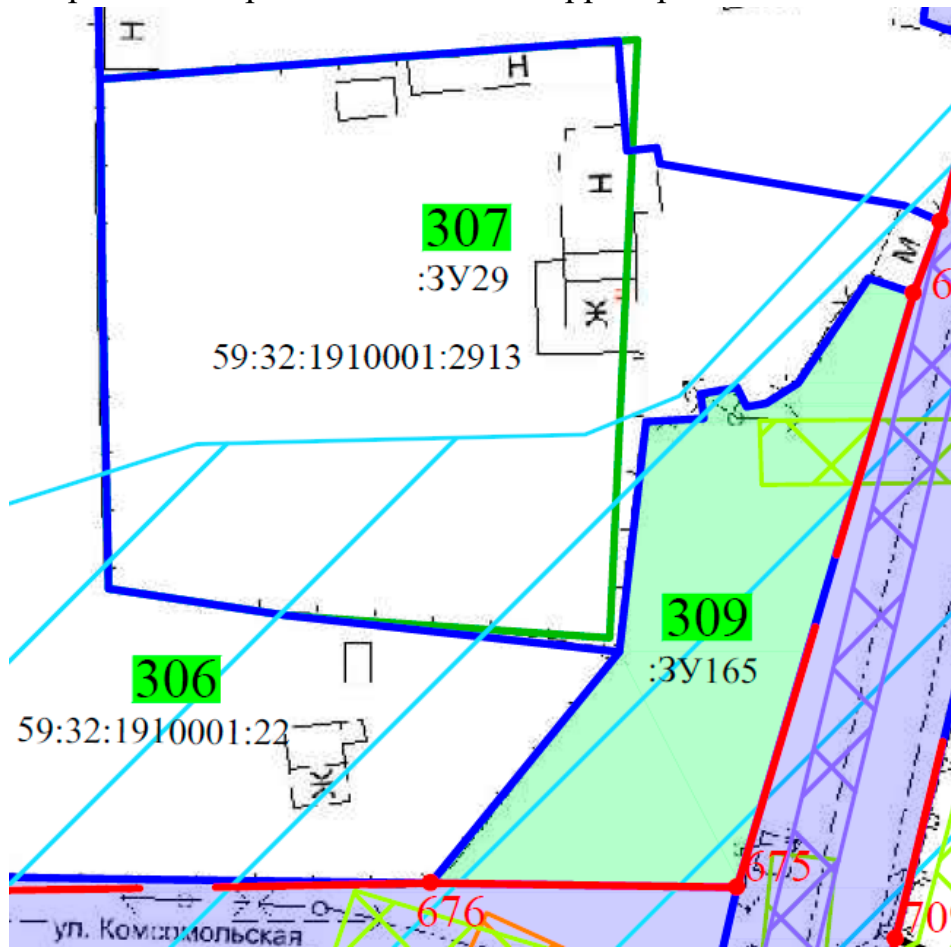 Н
Н
Н
307
:ЗУ29
М
Ж
59:32:1910001:2913
309
:ЗУ165
306
59:32:1910001:22
Ж
675
676
ул. Комсомольская